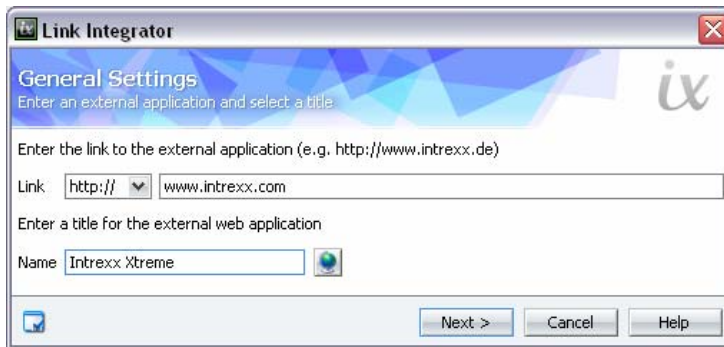 ix Link Integrator
General Settings
Enter an external application and select a title
ix
Enter the link to the external application (e.g. http://www.intrexx.de)
Link http:// www.intrexx.com
Enter a title for the external web application
Name Intrexx Xtreme
Next > Cancel Help